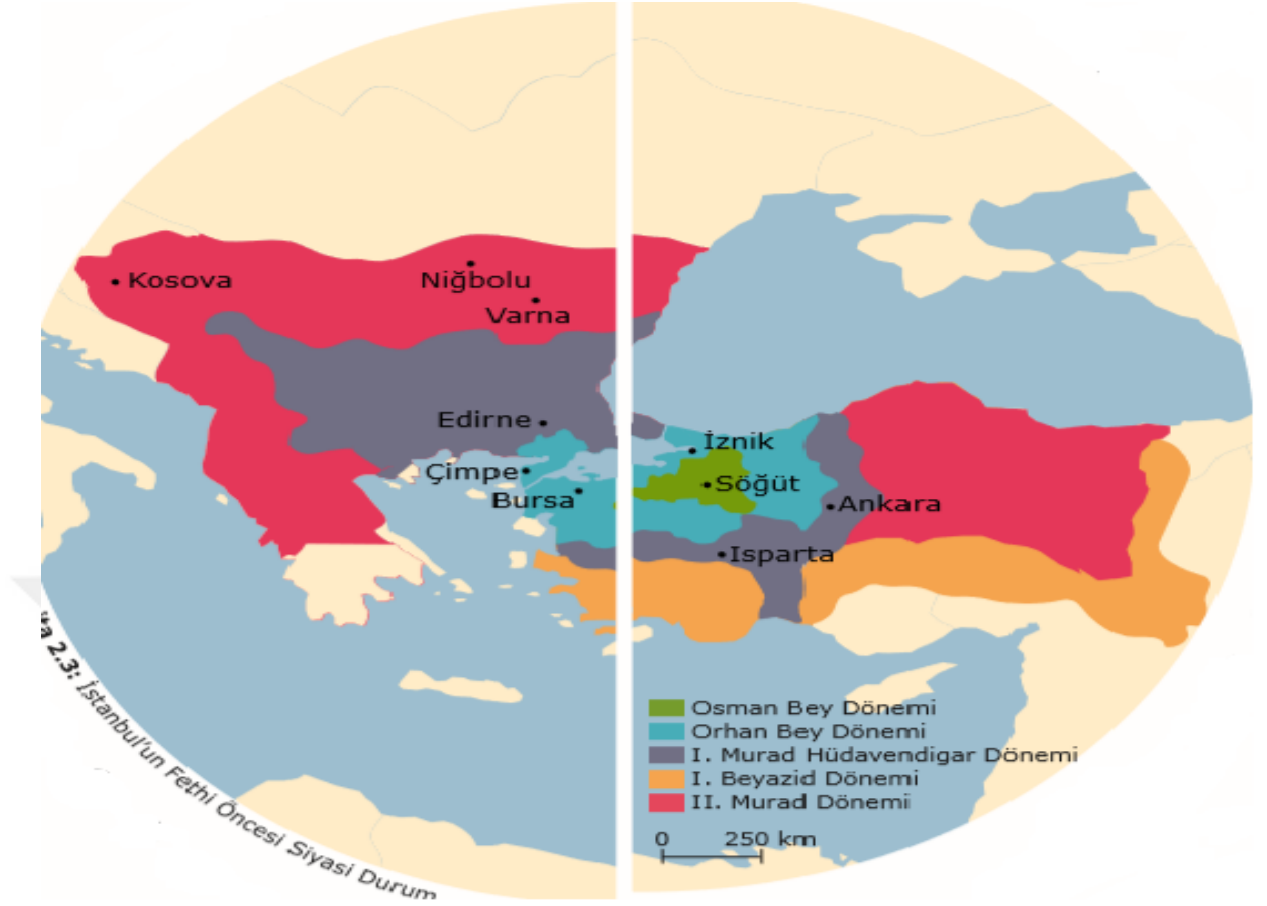 Kosova
Niğbolu
Varna
Edirne
İznik
Çimpe
Söğüt
Bursa
Ankara
Isparta
Osman Bey Dönemi
Orhan Bey Dönemi
I. Murad Hüdavendigar Dönemi
I. Beyazid Dönemi
II. Murad Dönemi
0 250 km
2.3: İstanbul'un Fethi Öncesi Siyasi Durum